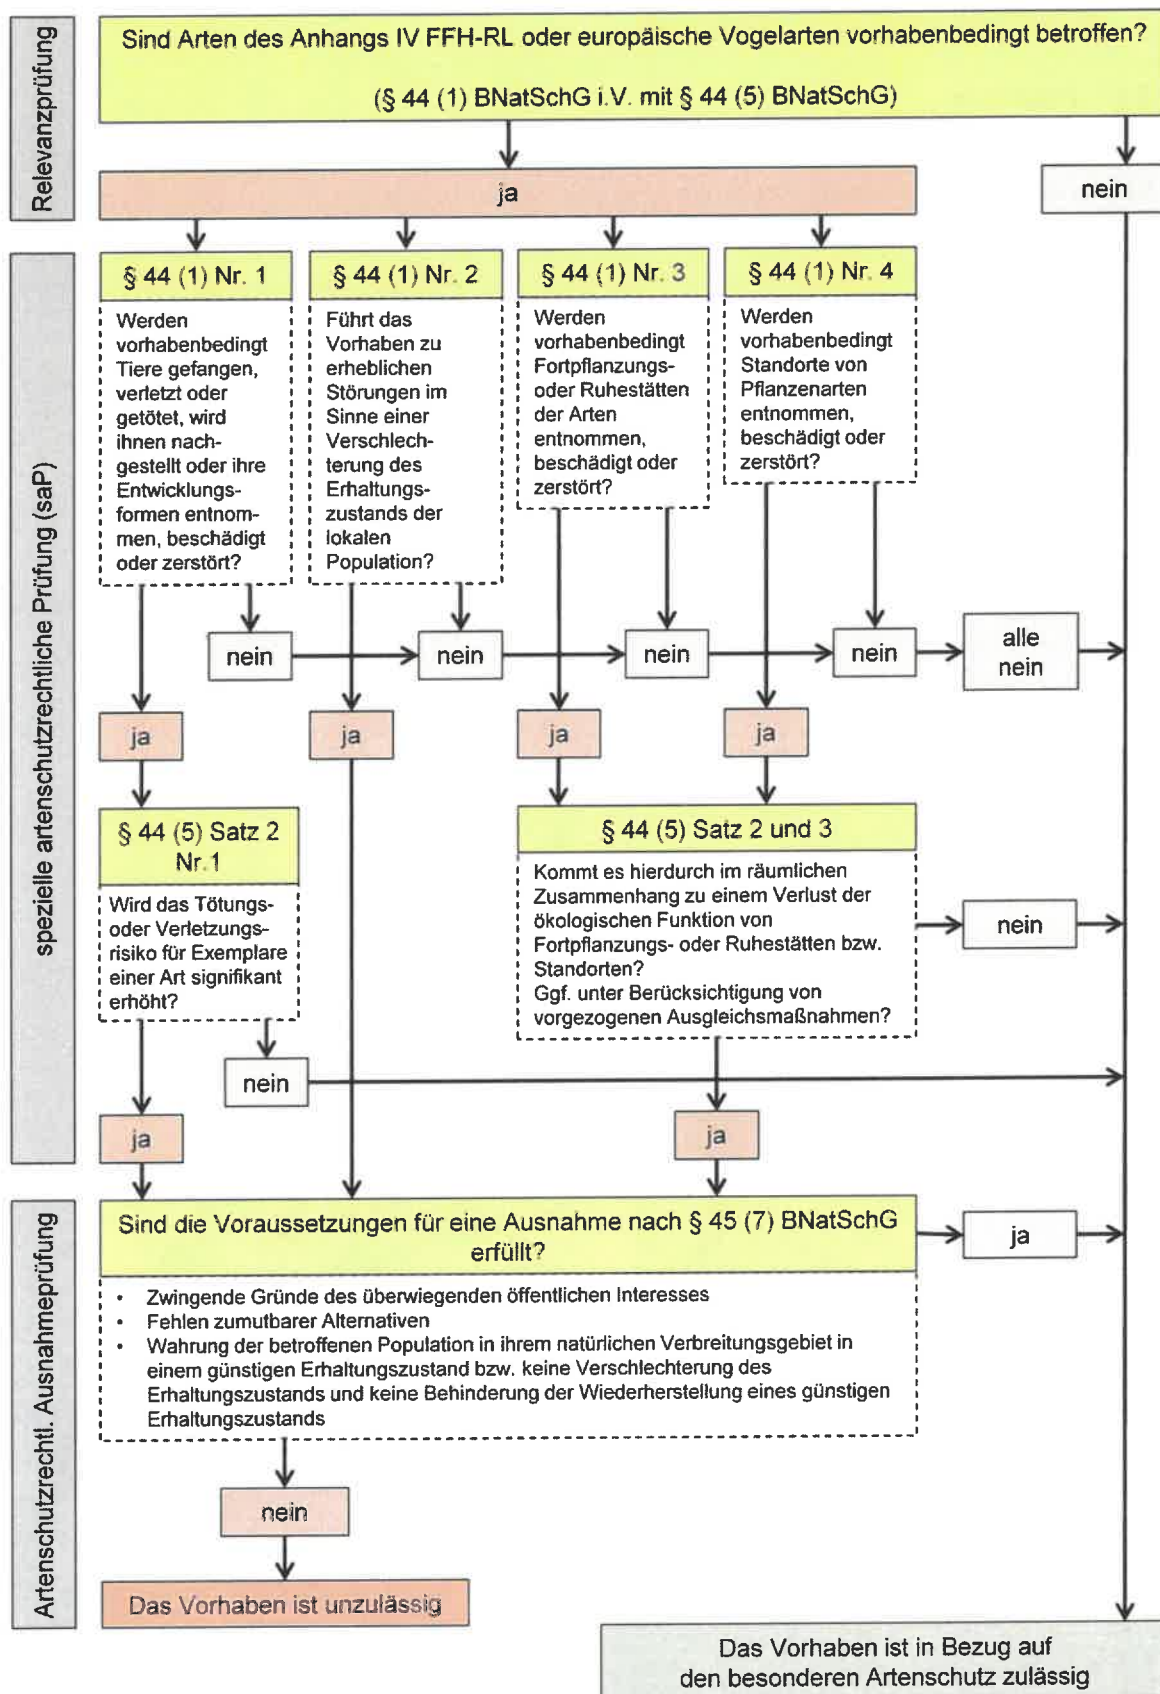 Relevanzprüfung
Sind Arten des Anhangs IV FFH-RL oder europäische Vogelarten vorhabenbedingt betroffen?
(§ 44 (1) BNatSchG i.V. mit § 44 (5) BNatSchG)
ja
nein
spezielle artenschutzrechtliche Prüfung (saP)
§ 44 (1) Nr. 1
Werden
vorhabenbedingt
Tiere gefangen,
verletzt oder
getötet, wird
ihnen nach-
gestellt oder ihre
Entwicklungs-
formen entnom-
men, beschädigt
oder zerstört?
§ 44 (1) Nr. 2
Führt das
Vorhaben zu
erheblichen
Störungen im
Sinne einer
Verschlech-
terung des
Erhaltungs-
zustands der
lokalen
Population?
§ 44 (1) Nr. 3
Werden
vorhabenbedingt
Fortpflanzungs-
oder Ruhestätten
der Arten
entnommen,
beschädigt oder
zerstört?
§ 44 (1) Nr. 4
Werden
vorhabenbedingt
Standorte von
Pflanzenarten
entnommen,
beschädigt oder
zerstört?
nein
nein
nein
nein
alle
nein
ja
ja
ja
ja
§ 44 (5) Satz 2
Nr. 1
Wird das Tötungs-
oder Verletzungs-
risiko für Exemplare
einer Art signifikant
erhöht?
§ 44 (5) Satz 2 und 3
Kommt es hierdurch im räumlichen
Zusammenhang zu einem Verlust der
ökologischen Funktion von
Fortpflanzungs- oder Ruhestätten bzw.
Standorten?
Ggf. unter Berücksichtigung von
vorgezogenen Ausgleichsmaßnahmen?
nein
nein
ja
ja
Artenschutzrechtl. Ausnahmeprüfung
Sind die Voraussetzungen für eine Ausnahme nach § 45 (7) BNatSchG
erfüllt?
ja
• Zwingende Gründe des überwiegenden öffentlichen Interesses
• Fehlen zumutbarer Alternativen
• Wahrung der betroffenen Population in ihrem natürlichen Verbreitungsgebiet in
einem günstigen Erhaltungszustand bzw. keine Verschlechterung des
Erhaltungszustands und keine Behinderung der Wiederherstellung eines günstigen
Erhaltungszustands
nein
Das Vorhaben ist unzulässig
Das Vorhaben ist in Bezug auf
den besonderen Artenschutz zulässig